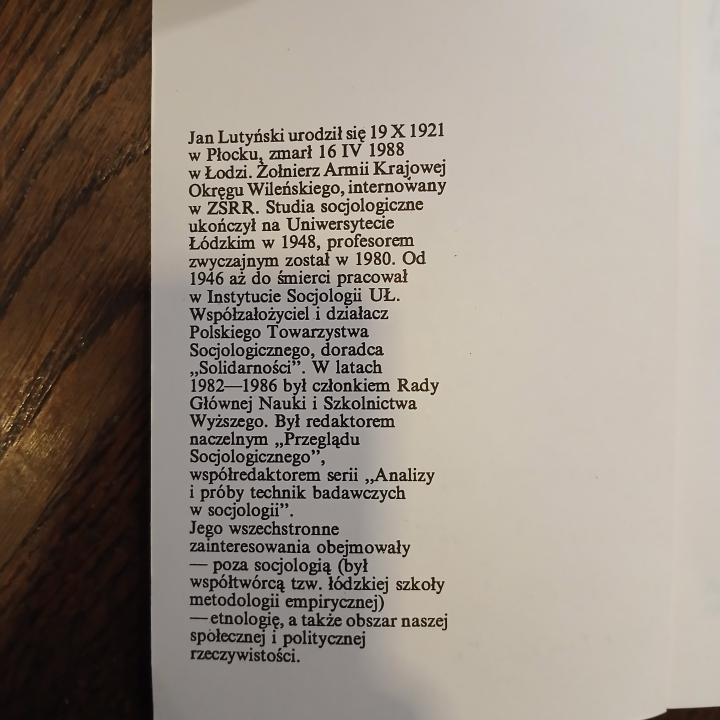 Jan Lutyński urodził się 19 X 1921
w Płocku, zmarł 16 IV 1988
w Łodzi. Żołnierz Armii Krajowej
Okręgu Wileńskiego, internowany
w ZSRR. Studia socjologiczne
ukończył na Uniwersytecie
Łódzkim w 1948, profesorem
zwyczajnym został w 1980. Od
1946 aż do śmierci pracował
w Instytucie Socjologii UŁ.
Współzałożyciel i działacz
Polskiego Towarzystwa
Socjologicznego, doradca
„Solidarności”. W latach
1982—1986 był członkiem Rady
Głównej Nauki i Szkolnictwa
Wyższego. Był redaktorem
naczelnym „Przeglądu
Socjologicznego”,
współredaktorem serii „Analizy
i próby technik badawczych
w socjologii”.
Jego wszechstronne
zainteresowania obejmowały
— poza socjologią (był
współtwórcą tzw. łódzkiej szkoły
metodologii empirycznej)
— etnologię, a także obszar naszej
społecznej i politycznej
rzeczywistości.